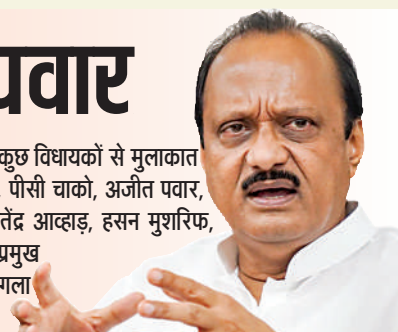 पवार
कुछ विधायकों से मुलाकात
पीसी चाको, अजीत पवार,
तेंद्र आव्हाड़, हसन मुशरिफ,
प्रमुख
गला